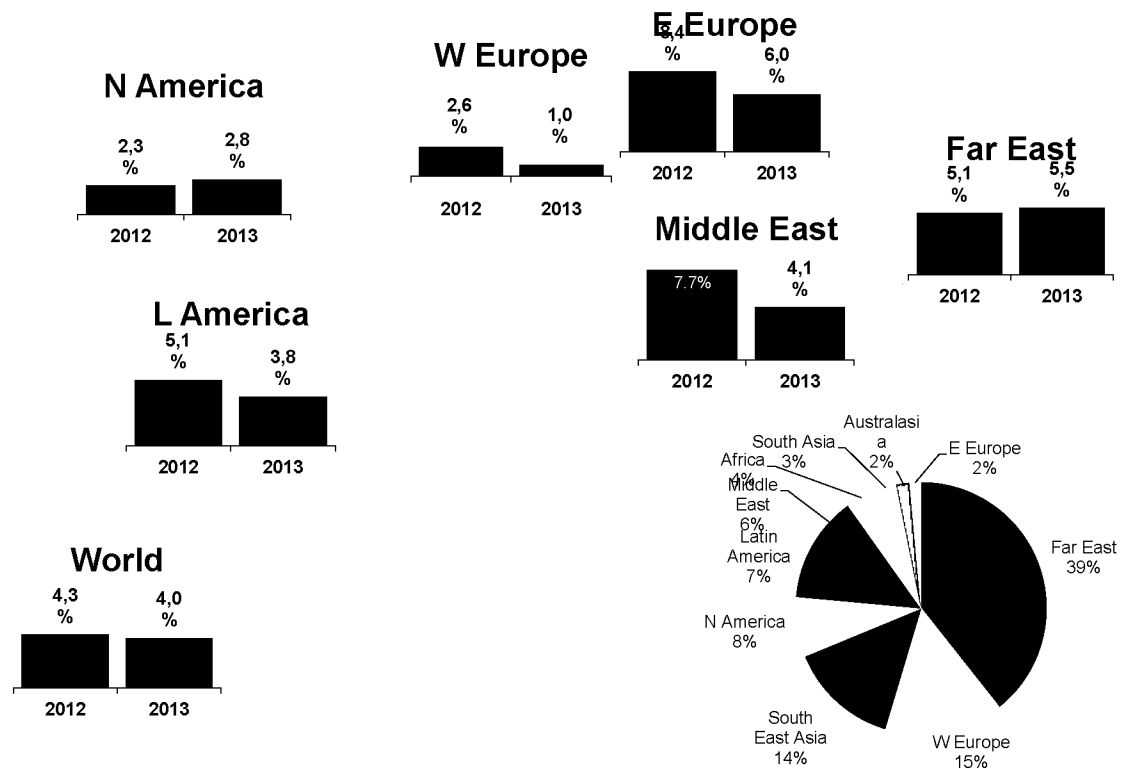 N America
2,3
%
2,8
%
2012
2013
W Europe
2,6
%
1,0
%
2012
2013
E Europe
8,4
%
6,0
%
2012
2013
Far East
5,1
%
5,5
%
2012
2013
Middle East
7.7%
4,1
%
2012
2013
L America
5,1
%
3,8
%
2012
2013
World
4,3
%
4,0
%
2012
2013
Australasi
a
2%
South Asia
3%
E Europe
2%
Africa
4%
Middle
East
6%
Latin
America
7%
Far East
39%
N America
8%
South
East Asia
14%
W Europe
15%